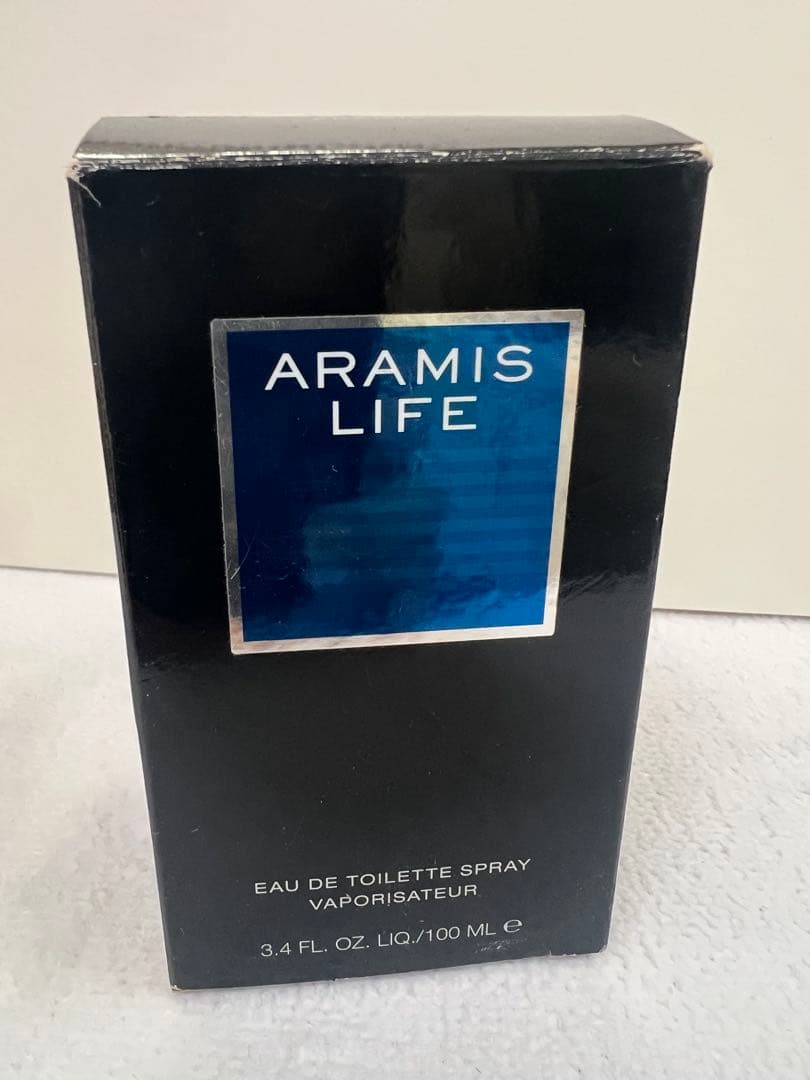 ARAMIS
LIFE
EAU DE TOILETTE SPRAY
VAPORISATEUR
3.4 FL. OZ. LIQ./100 ML ℮